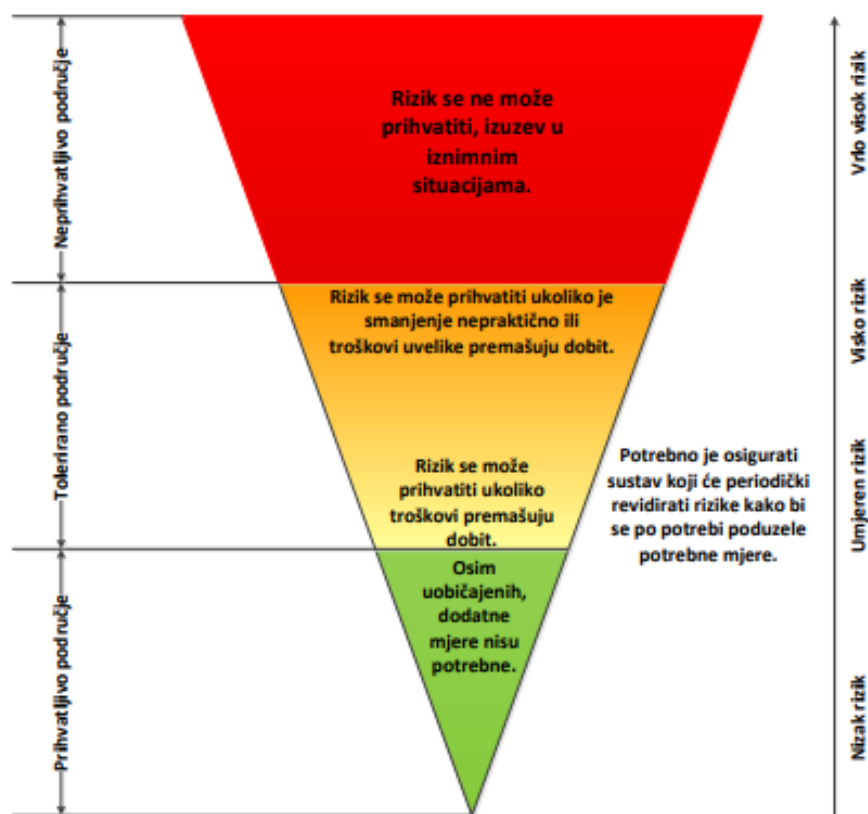 Neprihvatljivo područje
Rizik se ne može
prihvatiti, izuzev u
iznimnim
situacijama.
Vrlo visok rizik
Tolerirano područje
Rizik se može prihvatiti ukoliko je
smanjenje nepraktično ili
troškovi uvelike premašuju dobit.
Visko rizik
Rizik se može
prihvatiti ukoliko
troškovi premašuju
dobit.
Potrebno je osigurati
sustav koji će periodički
revidirati rizike kako bi
se po potrebi poduzele
potrebne mjere.
Umjeren rizik
Prihvatljivo područje
Osim
uobičajenih,
dodatne
mjere nisu
potrebne.
Nizak rizik